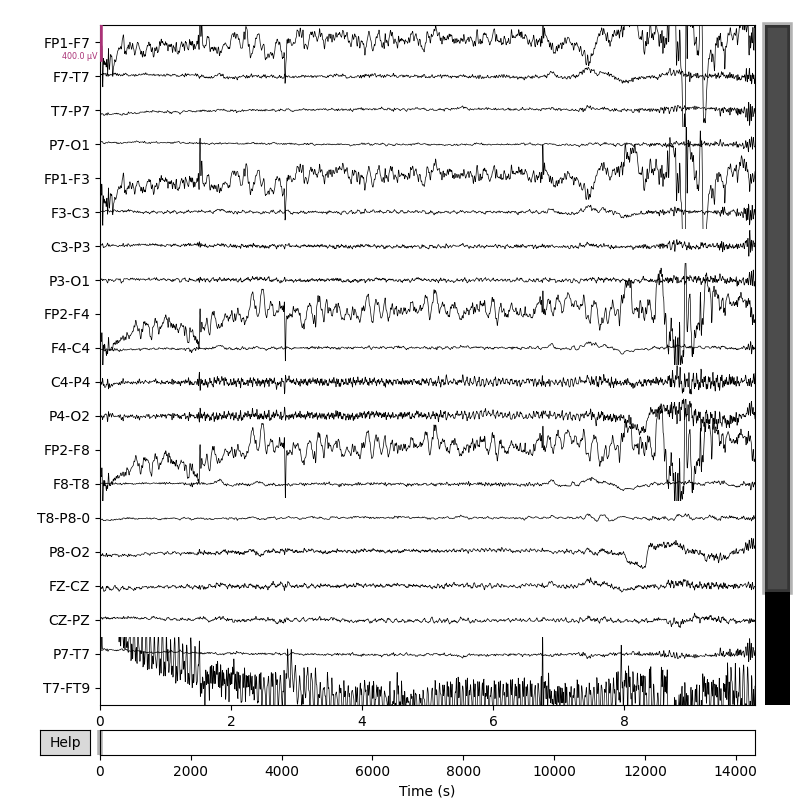 FP1-F7
400.0 µV
F7-T7
T7-P7
P7-O1
FP1-F3
F3-C3
C3-P3
P3-O1
FP2-F4
F4-C4
C4-P4
P4-O2
FP2-F8
F8-T8
T8-P8-0
P8-O2
FZ-CZ
CZ-PZ
P7-T7
T7-FT9
0 2 4 6 8
Help
0 2000 4000 6000 8000 10000 12000 14000
Time (s)